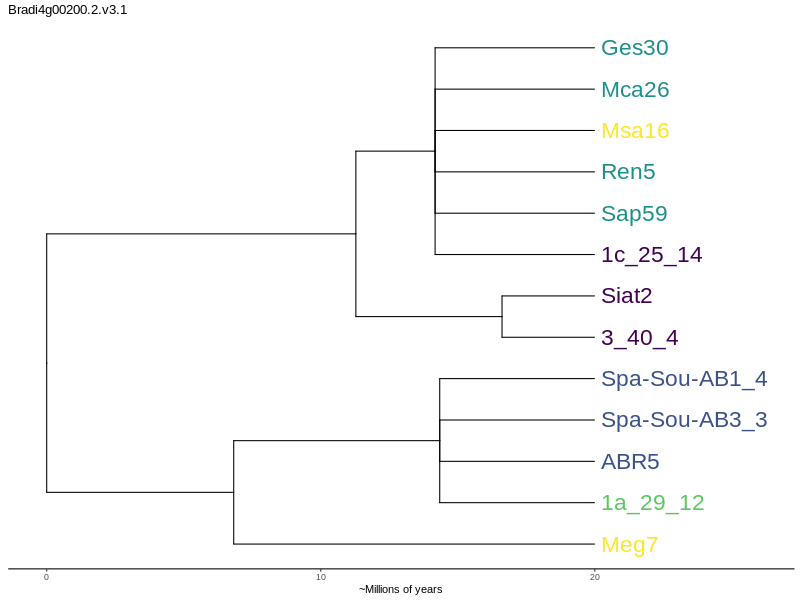 Bradi4g00200.2.v3.1
Ges30
Mca26
Msa16
Ren5
Sap59
1c_25_14
Siat2
3_40_4
Spa-Sou-AB1_4
Spa-Sou-AB3_3
ABR5
1a_29_12
Meg7
0 10 20
~Millions of years